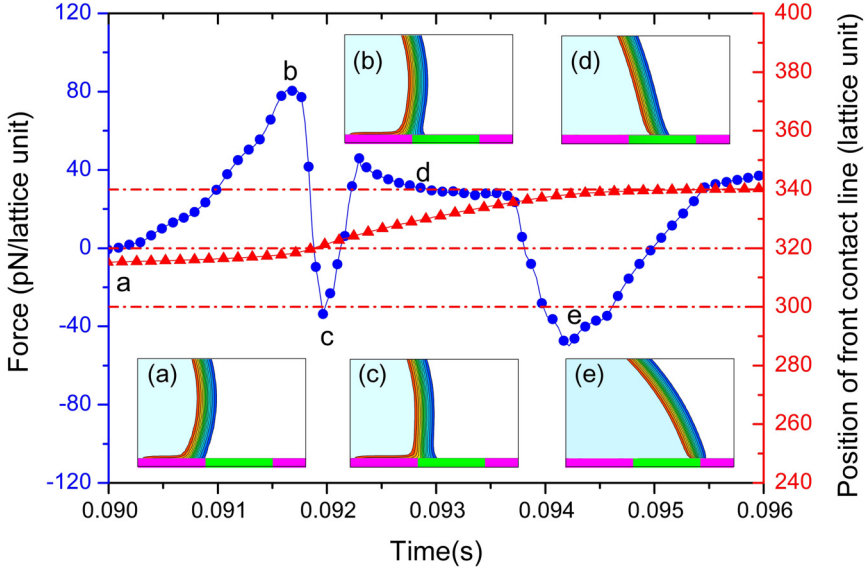 120
80
40
0
-40
-80
-120
Force (pN/lattice unit)
0.090
0.091
0.092
0.093
0.094
0.095
0.096
Time(s)
400
380
360
340
320
300
280
260
240
Position of front contact line (lattice unit)
a
b
c
d
e
(b)
(d)
(a)
(c)
(e)